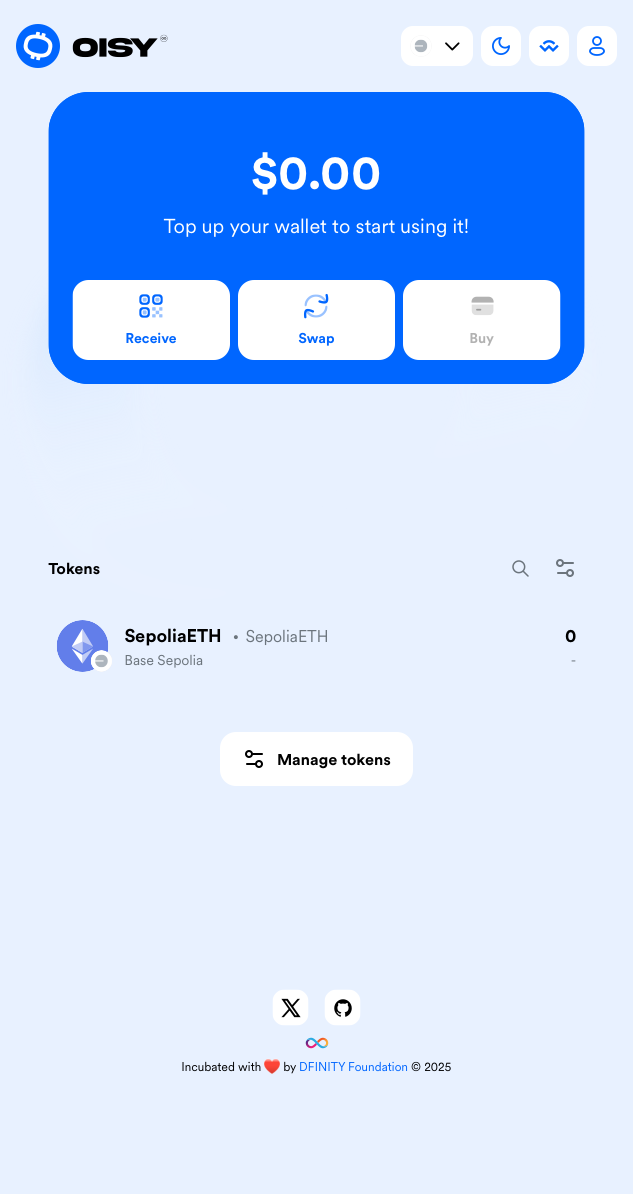 OISY
$0.00
Top up your wallet to start using it!
Receive
Swap
Buy
Tokens
SepoliaETH • SepoliaETH
0
Base Sepolia
-
Manage tokens
Incubated with ❤️ by DFINITY Foundation © 2025